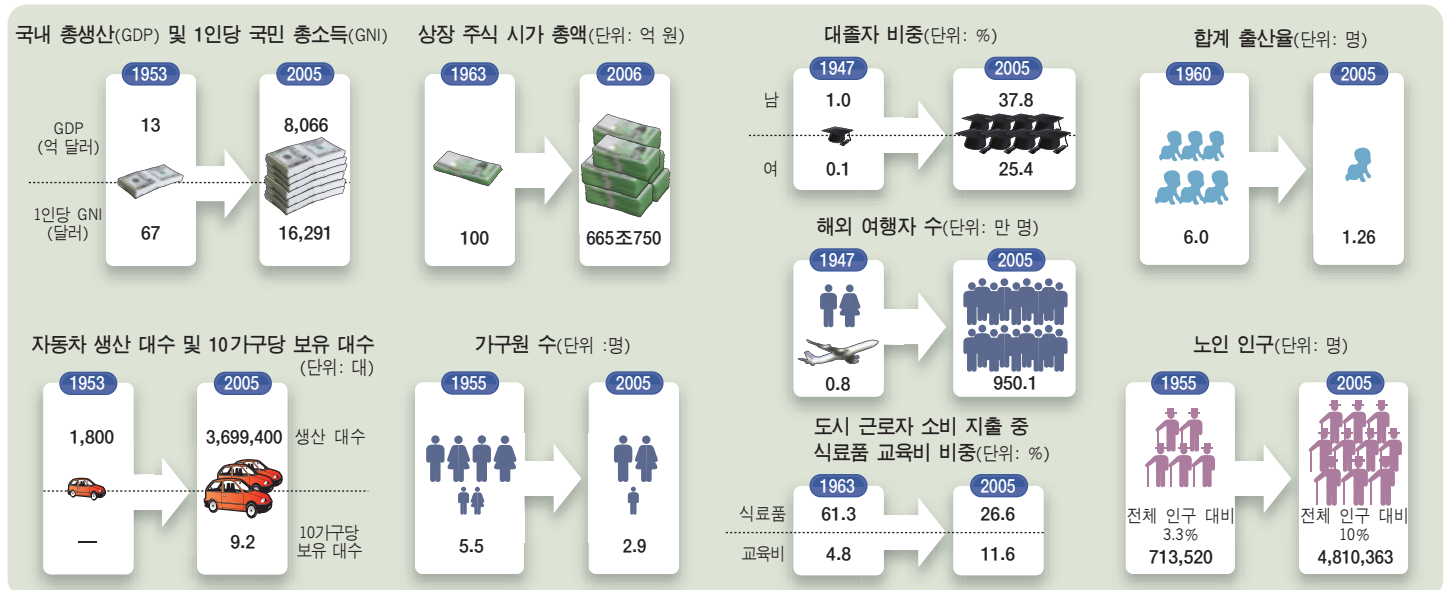 국내 총생산(GDP) 및 1인당 국민 총소득(GNI)
1953
2005
GDP
(억 달러)
13
8,066
1인당 GNI
(달러)
67
16,291
상장 주식 시가 총액(단위: 억 원)
1963
2006
100
665조750
대졸자 비중(단위: %)
1947
2005
남
1.0
37.8
여
0.1
25.4
합계 출산율(단위: 명)
1960
2005
6.0
1.26
해외 여행자 수(단위: 만 명)
1947
2005
0.8
950.1
자동차 생산 대수 및 10가구당 보유 대수
(단위: 대)
1953
2005
1,800
3,699,400
생산 대수
—
9.2
10가구당
보유 대수
가구원 수(단위 :명)
1955
2005
5.5
2.9
도시 근로자 소비 지출 중
식료품 교육비 비중(단위: %)
1963
2005
식료품
61.3
26.6
교육비
4.8
11.6
노인 인구(단위: 명)
1955
2005
전체 인구 대비
3.3%
713,520
전체 인구 대비
10%
4,810,363